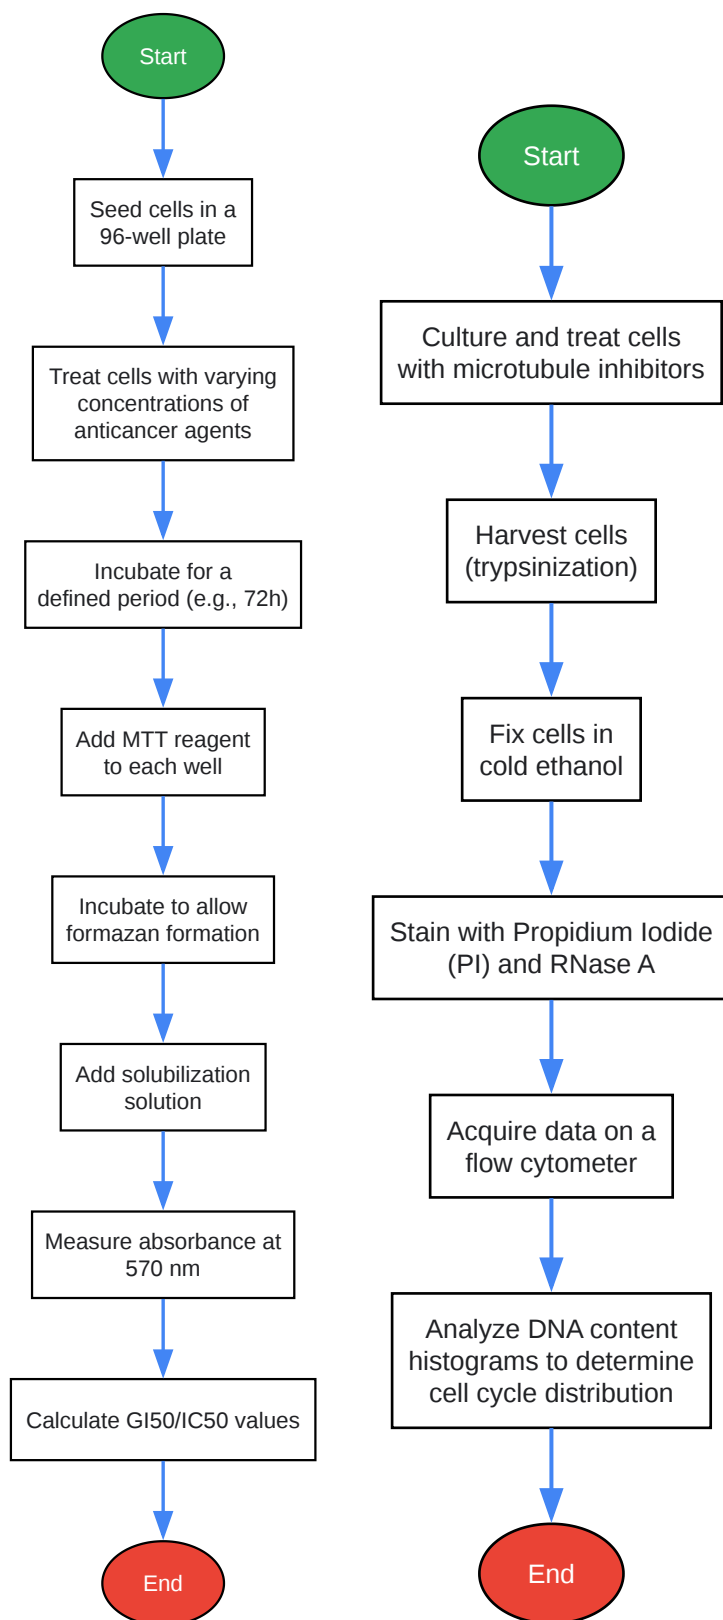 Start
Seed cells in a
96-well plate
Treat cells with varying
concentrations of
anticancer agents
Incubate for a
defined period (e.g., 72h)
Add MTT reagent
to each well
Incubate to allow
formazan formation
Add solubilization
solution
Measure absorbance at
570 nm
Calculate GI50/IC50 values
End
Start
Culture and treat cells
with microtubule inhibitors
Harvest cells
(trypsinization)
Fix cells in
cold ethanol
Stain with Propidium Iodide
(PI) and RNase A
Acquire data on a
flow cytometer
Analyze DNA content
histograms to determine
cell cycle distribution
End